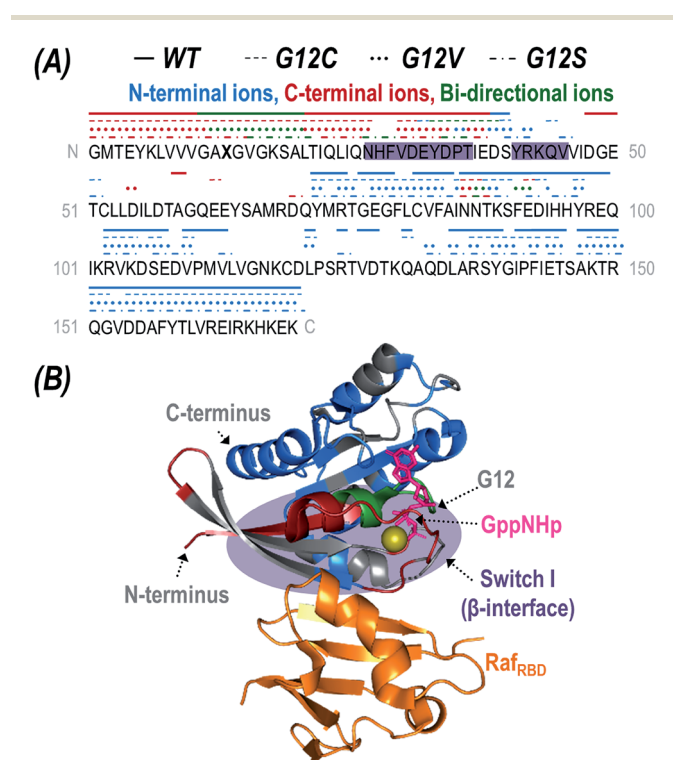 (A) WT G12C G12V G12S
N-terminal ions, C-terminal ions, Bi-directional ions
N GMTEYKLVVVGAXGVGKSALTIQLIQNHFVDEYDPTIEDSYRKQVVIDGE 50
51 TCLLDILDTAGQEEYSAMRDQYMRTGEGFLCVFAINNTKSFEDIHHYREQ 100
101 IKRVKDSEDVPMVLVGNKCDLPSRTVDTKQAQDLARSYGIPFIETSAKTR 150
151 QGVDDAFYTLVREIRKHKEK C
(B)
C-terminus
G12
GppNHp
N-terminus
Switch I
(β-interface)
RafRBD